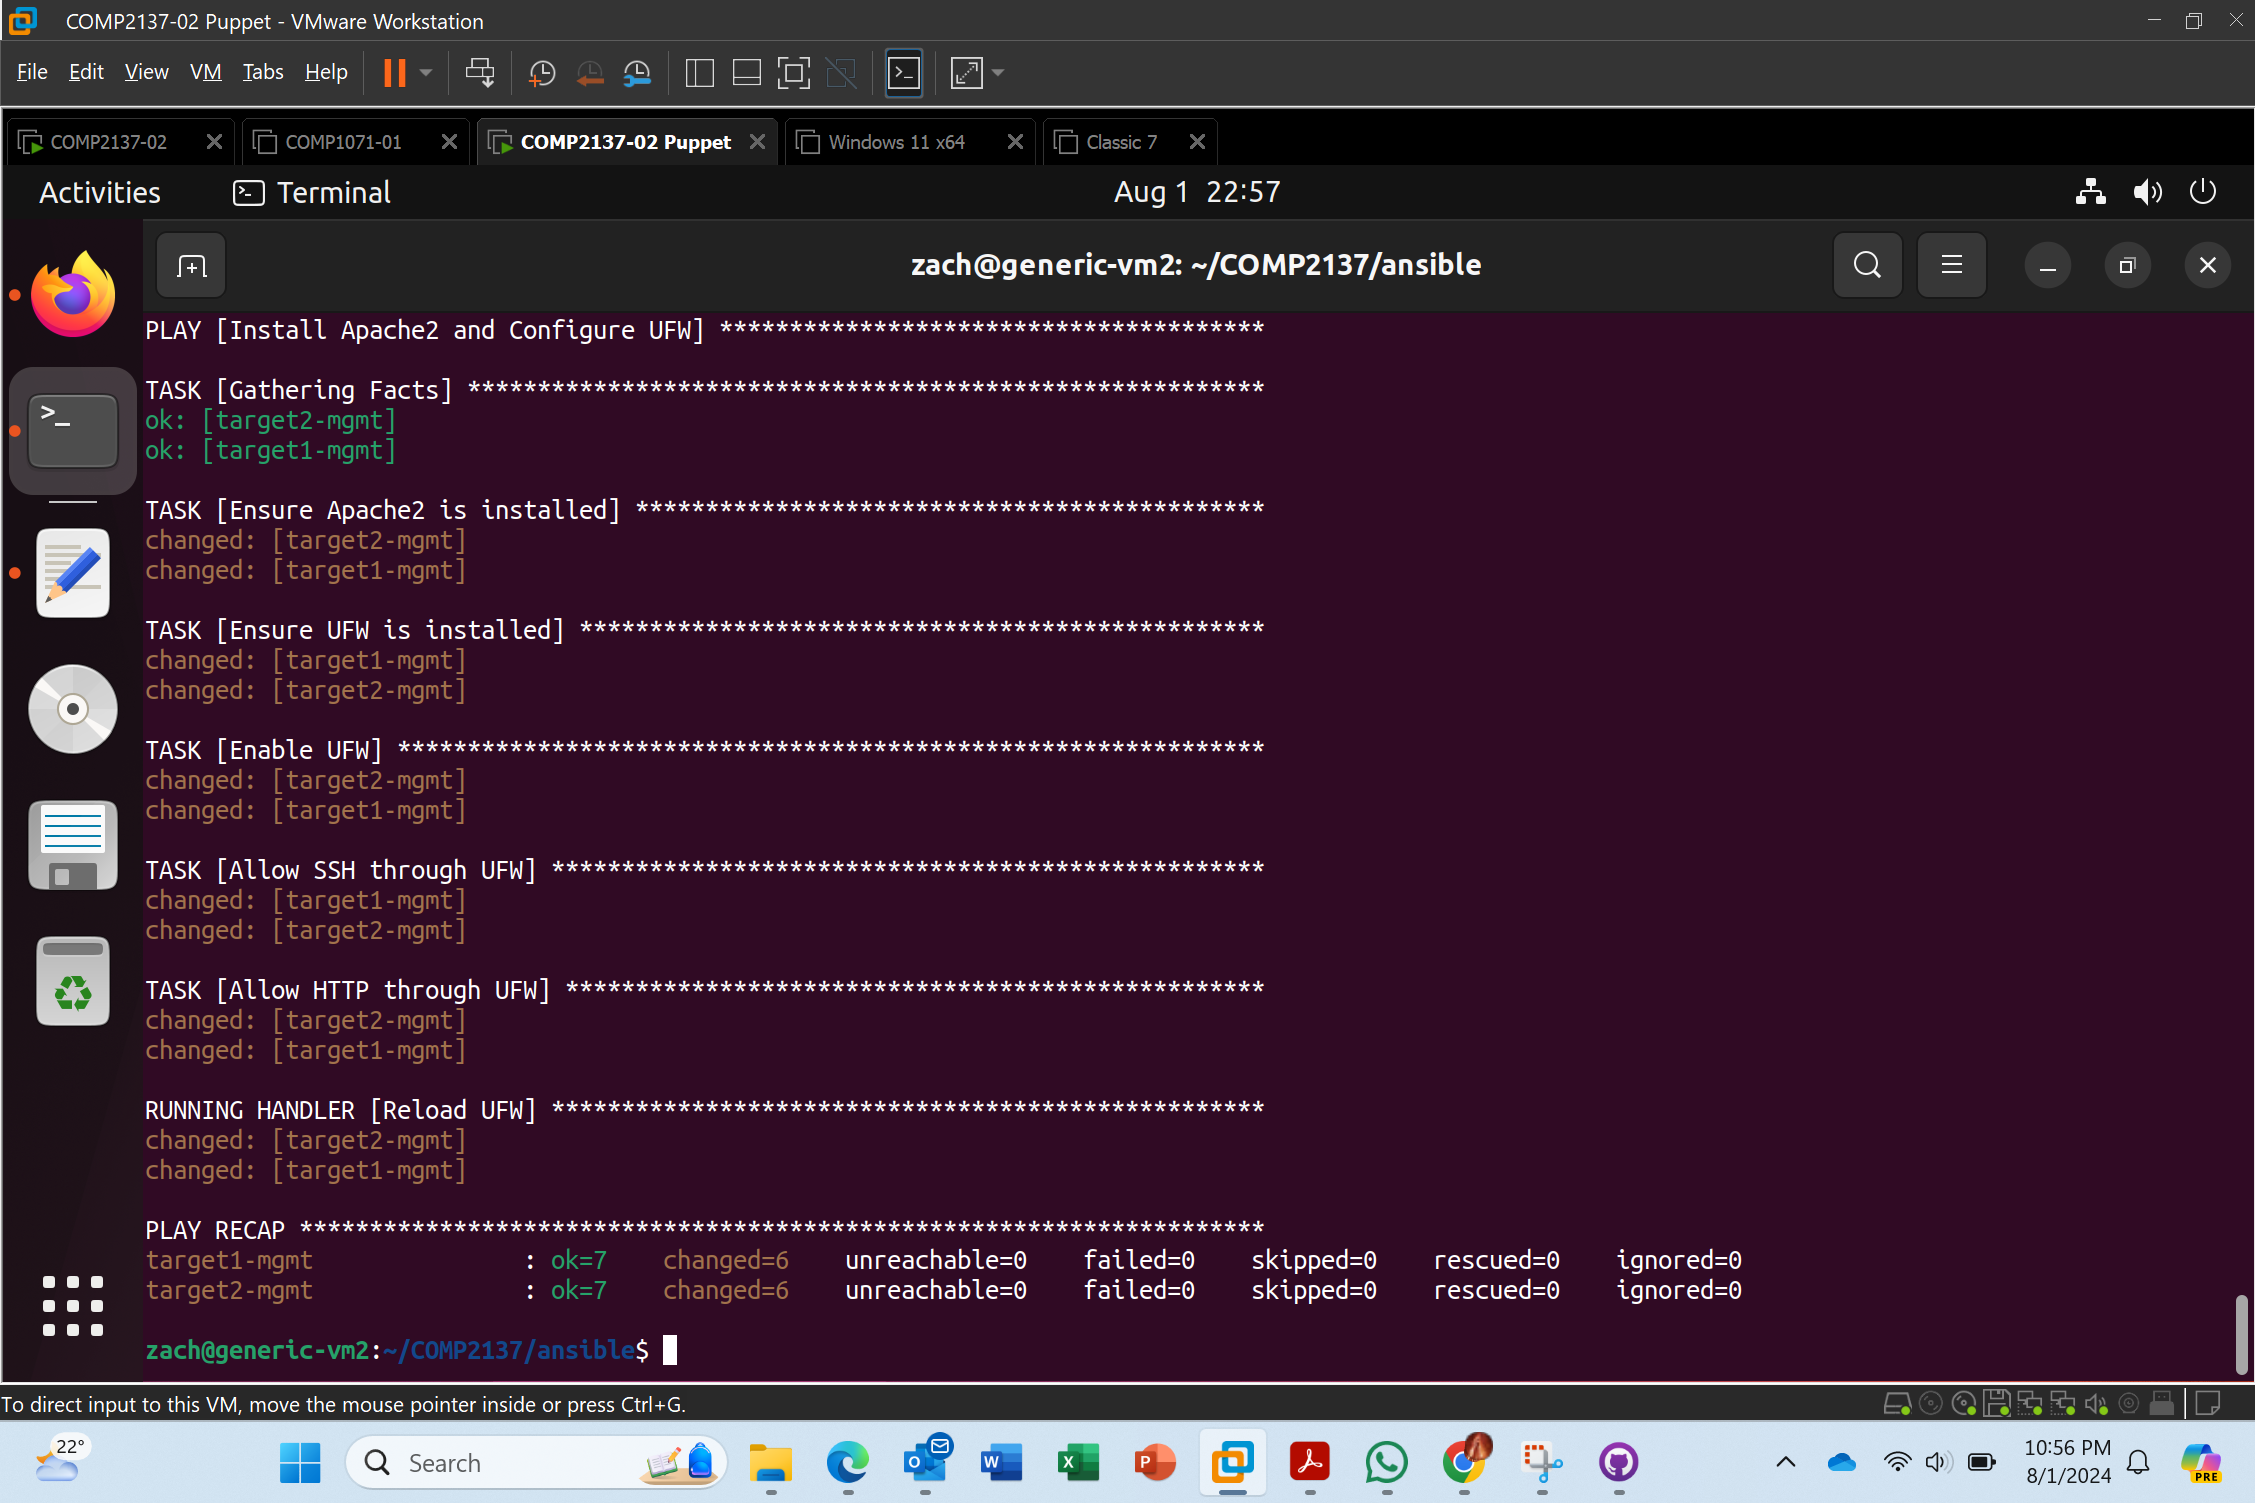 COMP2137-02 Puppet - VMware Workstation
File Edit View VM Tabs Help
COMP2137-02 COMP1071-01 COMP2137-02 Puppet Windows 11 x64 Classic 7
Activities Terminal Aug 1 22:57
zach@generic-vm2: ~/COMP2137/ansible
PLAY [Install Apache2 and Configure UFW] ***************************************
TASK [Gathering Facts] *********************************************************
ok: [target2-mgmt]
ok: [target1-mgmt]
TASK [Ensure Apache2 is installed] *********************************************
changed: [target2-mgmt]
changed: [target1-mgmt]
TASK [Ensure UFW is installed] *************************************************
changed: [target1-mgmt]
changed: [target2-mgmt]
TASK [Enable UFW] **************************************************************
changed: [target2-mgmt]
changed: [target1-mgmt]
TASK [Allow SSH through UFW] ***************************************************
changed: [target1-mgmt]
changed: [target2-mgmt]
TASK [Allow HTTP through UFW] **************************************************
changed: [target2-mgmt]
changed: [target1-mgmt]
RUNNING HANDLER [Reload UFW] ***************************************************
changed: [target2-mgmt]
changed: [target1-mgmt]
PLAY RECAP *********************************************************************
target1-mgmt : ok=7 changed=6 unreachable=0 failed=0 skipped=0 rescued=0 ignored=0
target2-mgmt : ok=7 changed=6 unreachable=0 failed=0 skipped=0 rescued=0 ignored=0
zach@generic-vm2:~/COMP2137/ansible$
To direct input to this VM, move the mouse pointer inside or press Ctrl+G.
22°
Search
10:56 PM
8/1/2024
PRE